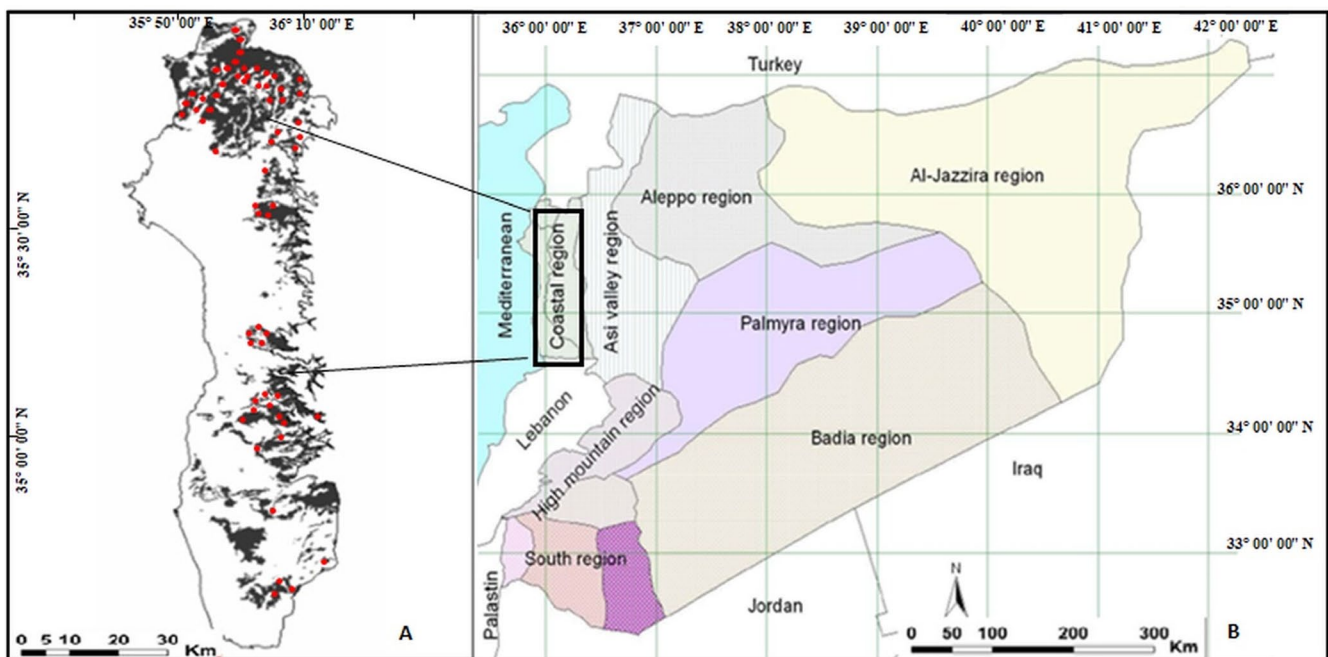 35° 50' 00" E
36° 10' 00" E
35° 30' 00" N
35° 00' 00" N
0 5 10 20 30
Km
A
36° 00' 00" E
37° 00' 00" E
38° 00' 00" E
39° 00' 00" E
40° 00' 00" E
41° 00' 00" E
42° 00' 00" E
Turkey
36° 00' 00" N
Al-Jazzira region
Aleppo region
Mediterranean
Coastal region
Asi valley region
35° 00' 00" N
Palmyra region
Lebanon
High mountain region
34° 00' 00" N
Badia region
Iraq
33° 00' 00" N
South region
Palastin
Jordan
N
0 50 100 200 300
Km
B